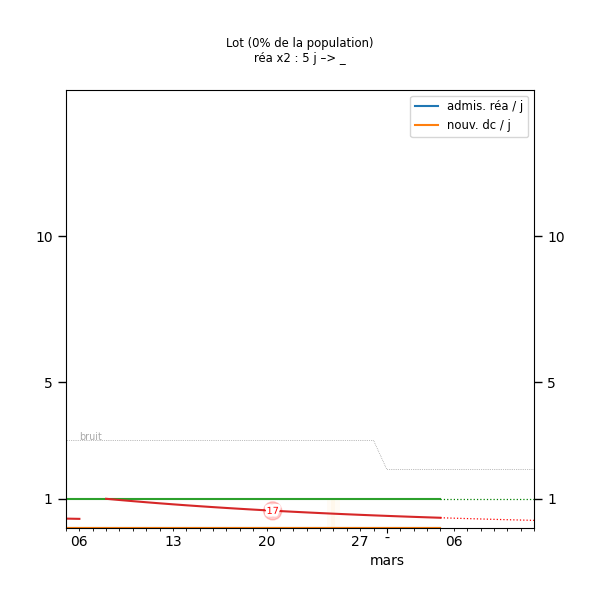 Lot (0% de la population)
réa x2 : 5 j –> _
admis. réa / j
nouv. dc / j
10 10
5 5
bruit
1 1
17
06 13 20 27 - 06
mars